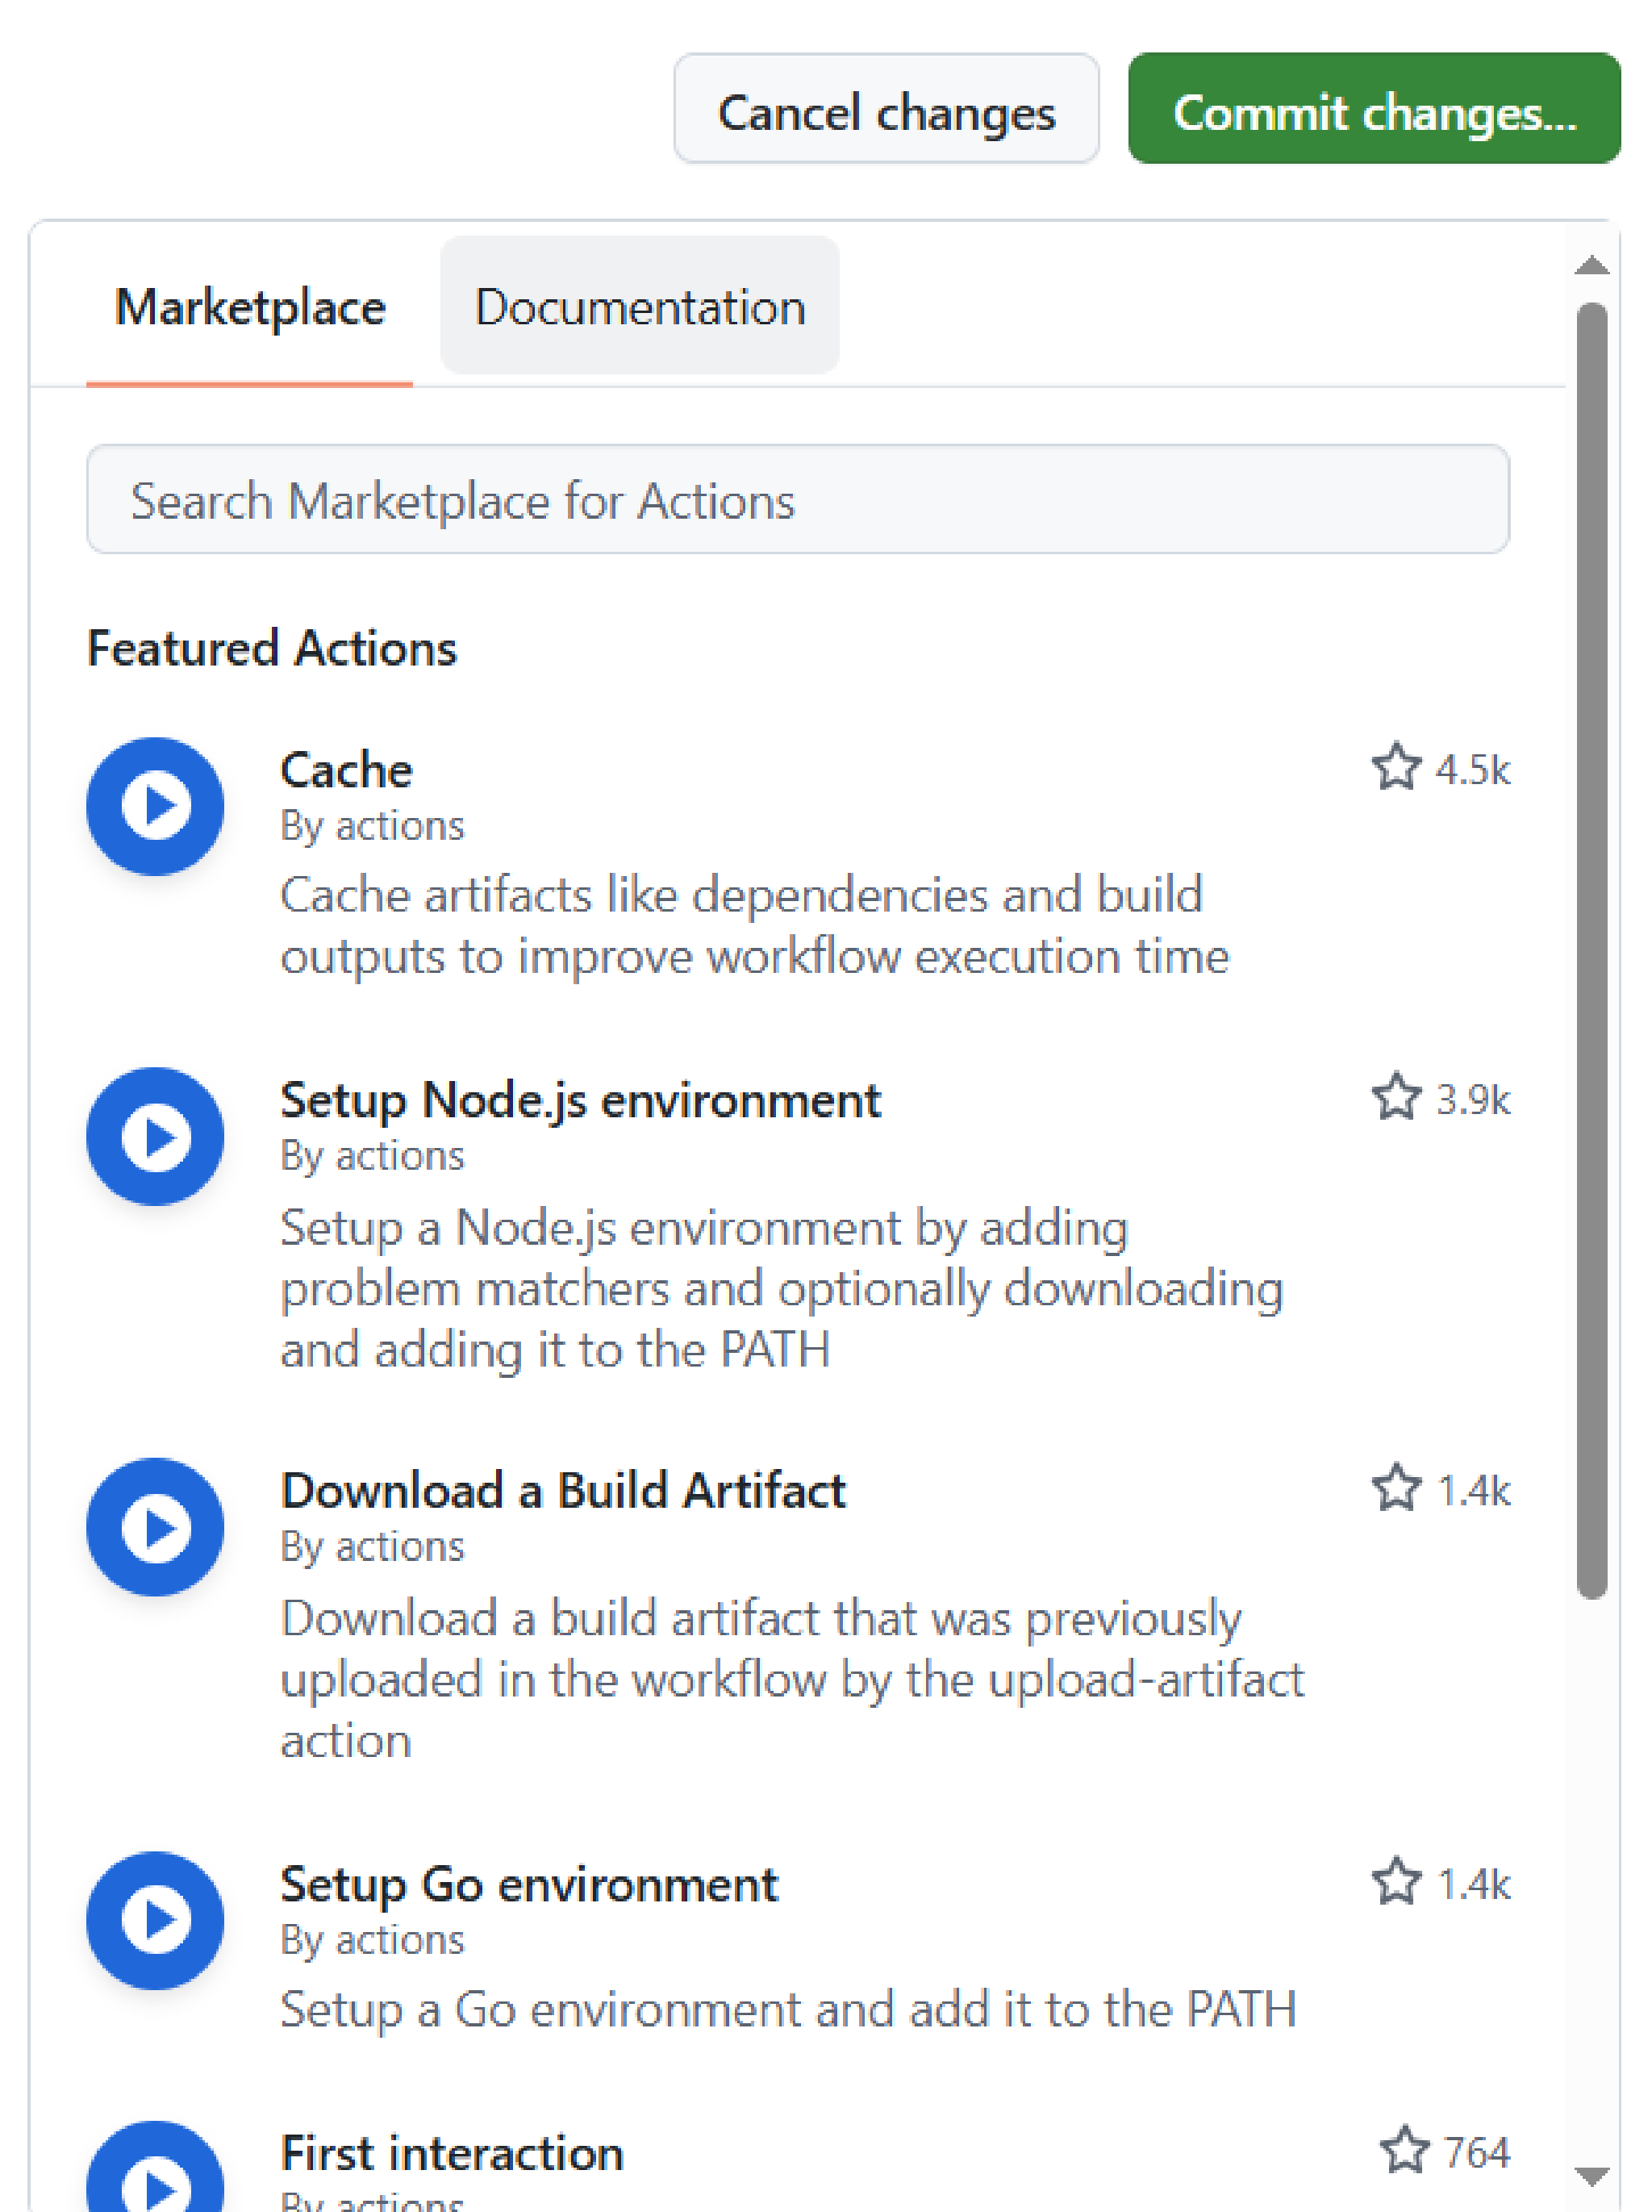 Cancel changes Commit changes...
Marketplace Documentation
Search Marketplace for Actions
Featured Actions
Cache 4.5k
By actions
Cache artifacts like dependencies and build
outputs to improve workflow execution time
Setup Node.js environment 3.9k
By actions
Setup a Node.js environment by adding
problem matchers and optionally downloading
and adding it to the PATH
Download a Build Artifact 1.4k
By actions
Download a build artifact that was previously
uploaded in the workflow by the upload-artifact
action
Setup Go environment 1.4k
By actions
Setup a Go environment and add it to the PATH
First interaction 764
By actions